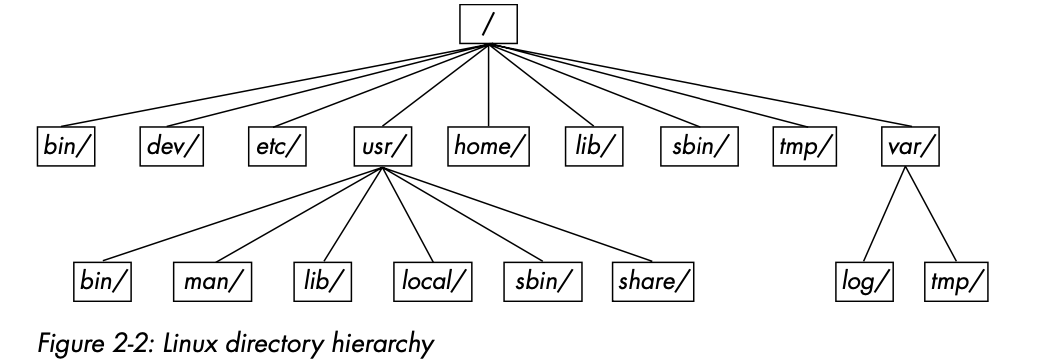 /
bin/ dev/ etc/ usr/ home/ lib/ sbin/ tmp/ var/
bin/ man/ lib/ local/ sbin/ share/ log/ tmp/
Figure 2-2: Linux directory hierarchy